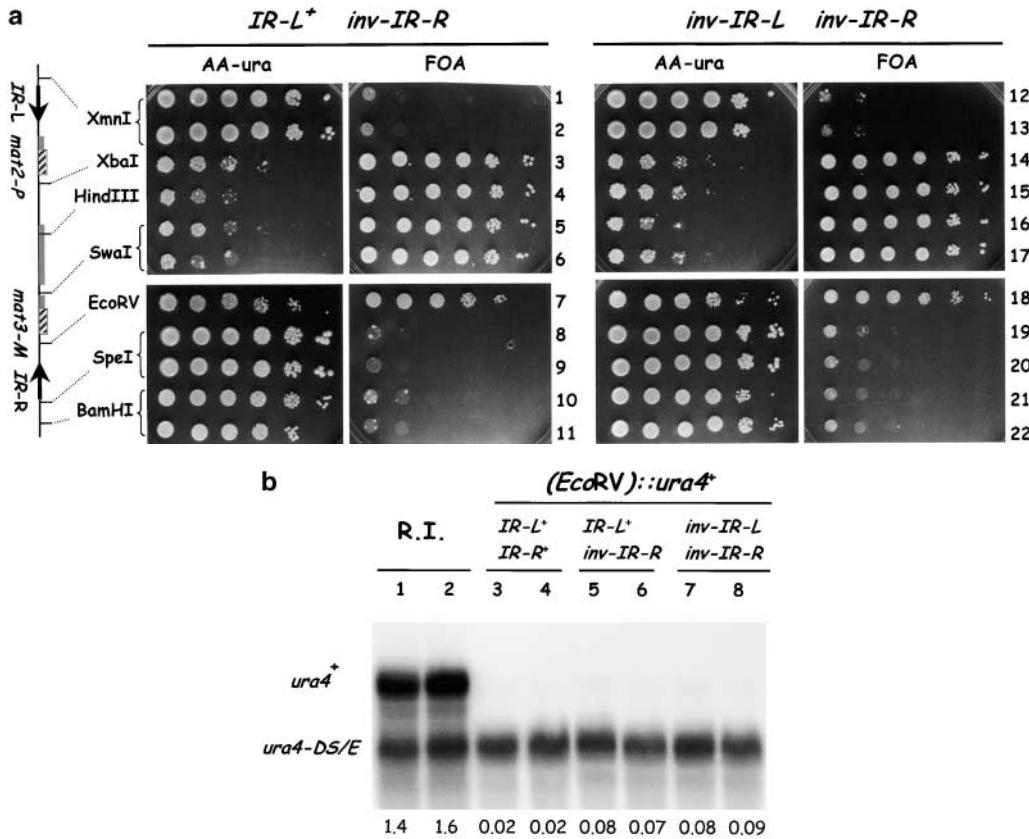 a
IR-L⁺ inv-IR-R
inv-IR-L inv-IR-R
AA-ura FOA
AA-ura FOA
IR-L
mat2-P
mat3-M
IR-R
XmnI
XbaI
HindIII
SwaI
EcoRV
SpeI
BamHI
1
2
3
4
5
6
7
8
9
10
11
12
13
14
15
16
17
18
19
20
21
22
b
(EcoRV)::ura4⁺
R.I.
IR-L⁺ IR-L⁺ inv-IR-L
IR-R⁺ inv-IR-R inv-IR-R
1 2 3 4 5 6 7 8
ura4⁺
ura4-DS/E
1.4 1.6 0.02 0.02 0.08 0.07 0.08 0.09